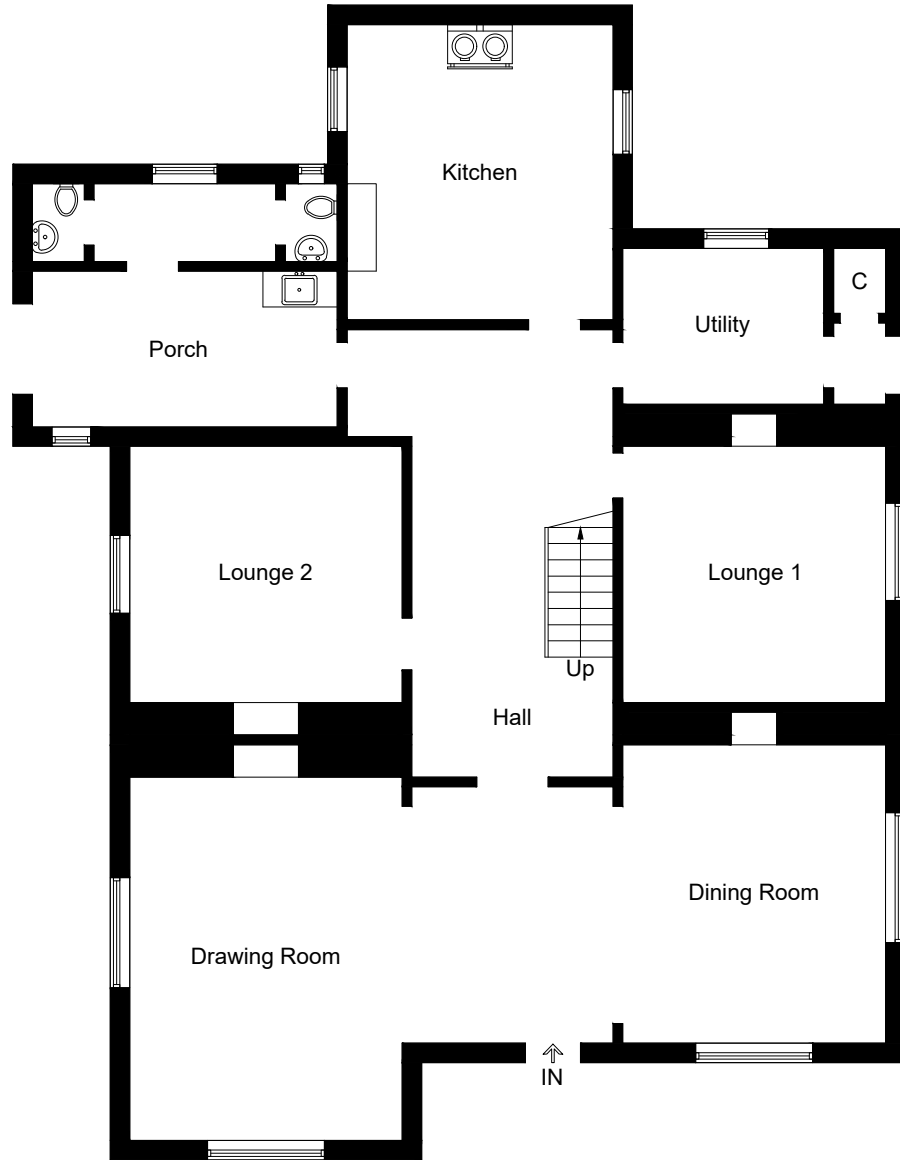 Kitchen
C
Utility
Porch
Lounge 2
Lounge 1
Up
Hall
Dining Room
Drawing Room
IN